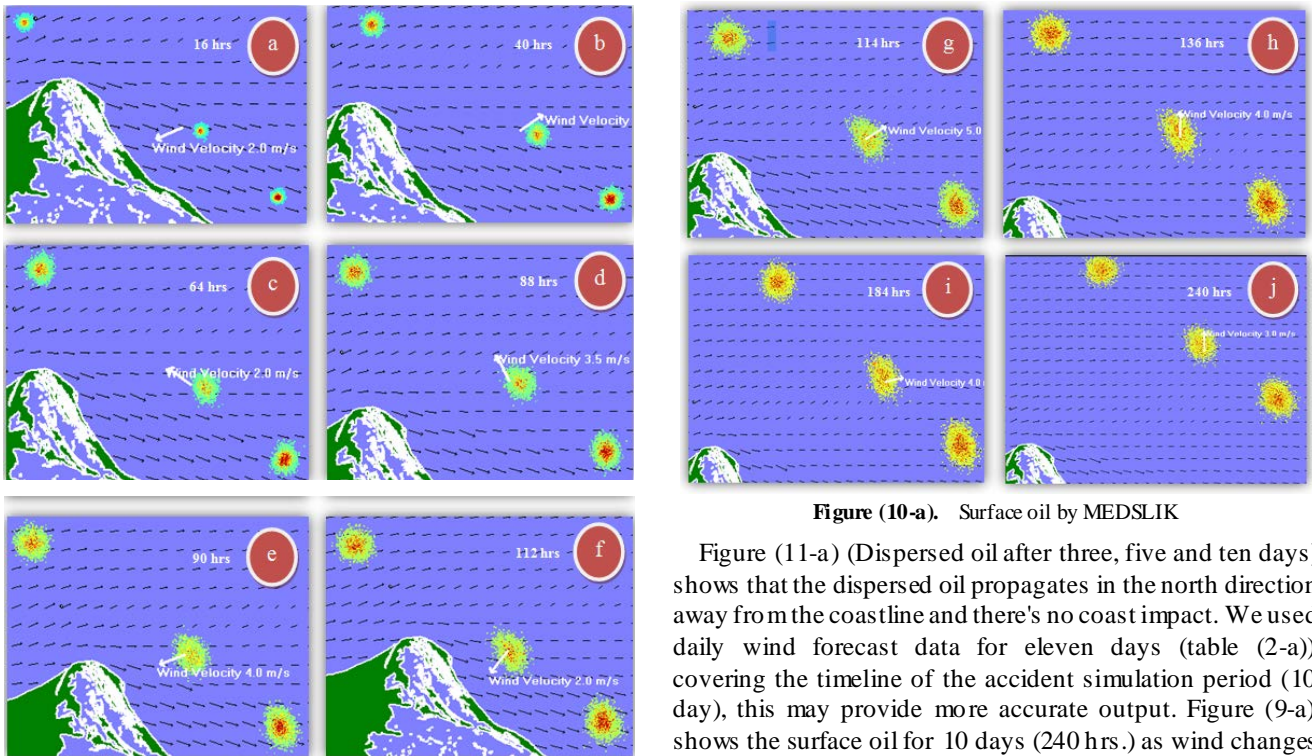 16 hrs
a
Wind Velocity 2.0 m/s
40 hrs
b
Wind Velocity
64 hrs
c
Wind Velocity 2.0 m/s
88 hrs
d
Wind Velocity 3.5 m/s
90 hrs
e
Wind Velocity 4.0 m/s
112 hrs
f
Wind Velocity 2.0 m/s
114 hrs
g
Wind Velocity 5.0
136 hrs
h
Wind Velocity 4.0 m/s
184 hrs
i
Wind Velocity 4.0
240 hrs
j
Wind Velocity 3.0 m/s
Figure (10-a). Surface oil by MEDSLIK
Figure (11-a) (Dispersed oil after three, five and ten days)
shows that the dispersed oil propagates in the north direction
away from the coastline and there's no coast impact. We used
daily wind forecast data for eleven days (table (2-a))
covering the timeline of the accident simulation period (10
day), this may provide more accurate output. Figure (9-a)
shows the surface oil for 10 days (240 hrs.) as wind change